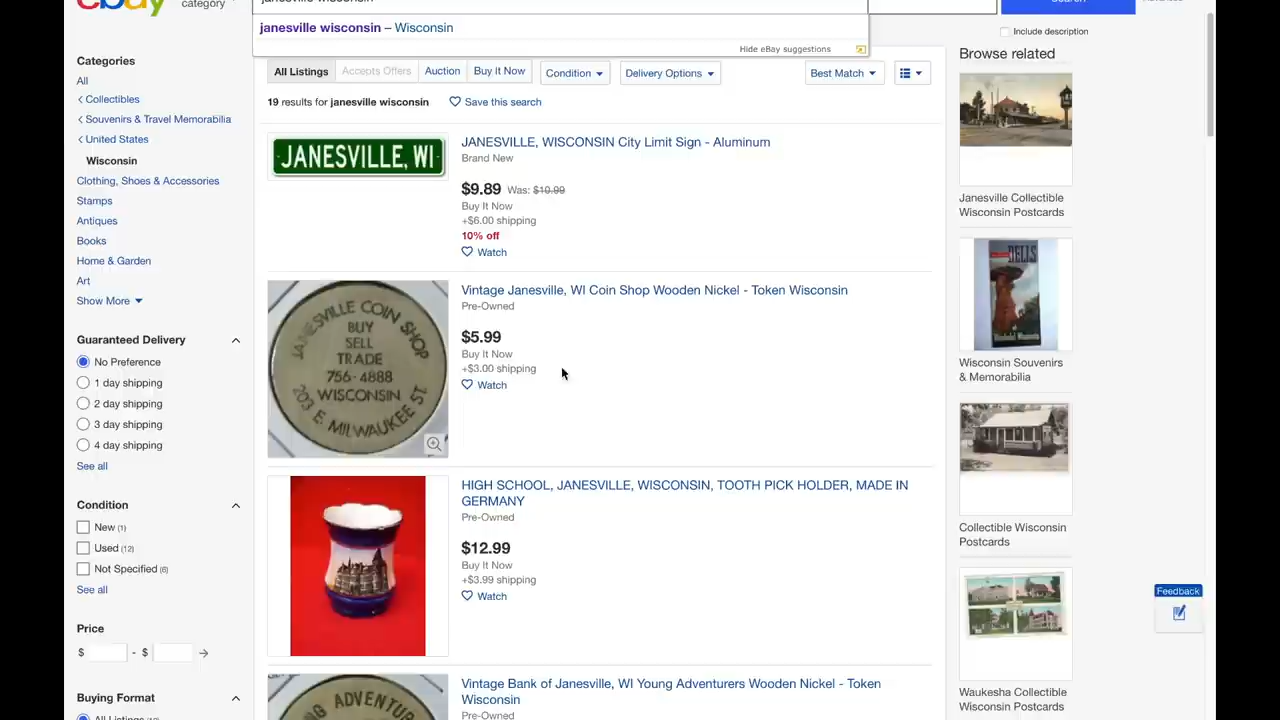 ebay
category
janesville wisconsin
Search
Advanced
janesville wisconsin – Wisconsin
Hide eBay suggestions
Include description
Categories
All
Collectibles
Souvenirs & Travel Memorabilia
United States
Wisconsin
Clothing, Shoes & Accessories
Stamps
Antiques
Books
Home & Garden
Art
Show More
Guaranteed Delivery
No Preference
1 day shipping
2 day shipping
3 day shipping
4 day shipping
See all
Condition
New (1)
Used (12)
Not Specified (6)
See all
Price
$ - $
Buying Format
All Listings
All Listings
Accepts Offers
Auction
Buy It Now
Condition
Delivery Options
Best Match
19 results for janesville wisconsin
Save this search
JANESVILLE, WI
JANESVILLE, WISCONSIN City Limit Sign - Aluminum
Brand New
$9.89 Was: $10.99
Buy It Now
+$6.00 shipping
10% off
Watch
JANESVILLE COIN SHOP
BUY
SELL
TRADE
756-4888
WISCONSIN
203 E. MILWAUKEE ST.
Vintage Janesville, WI Coin Shop Wooden Nickel - Token Wisconsin
Pre-Owned
$5.99
Buy It Now
+$3.00 shipping
Watch
HIGH SCHOOL, JANESVILLE, WISCONSIN, TOOTH PICK HOLDER, MADE IN
GERMANY
Pre-Owned
$12.99
Buy It Now
+$3.99 shipping
Watch
Vintage Bank of Janesville, WI Young Adventurers Wooden Nickel - Token
Wisconsin
Pre-Owned
Browse related
Janesville Collectible
Wisconsin Postcards
DELLS
Wisconsin Souvenirs
& Memorabilia
Collectible Wisconsin
Postcards
Waukesha Collectible
Wisconsin Postcards
Feedback